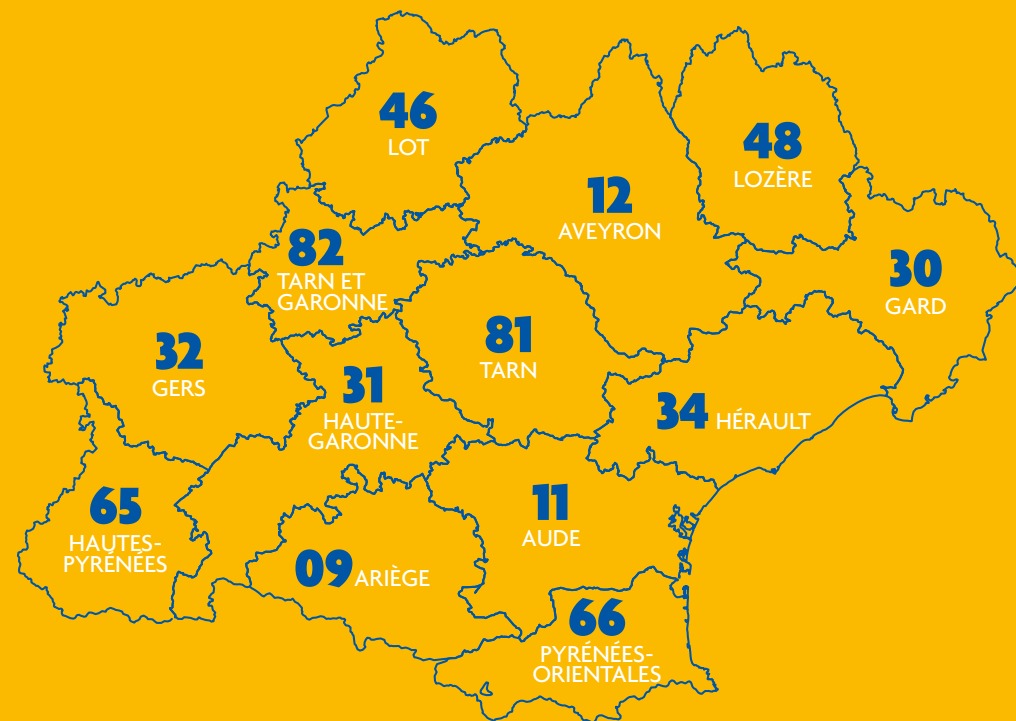 46
LOT
48
LOZÈRE
12
AVEYRON
82
TARN ET
GARONNE
30
GARD
32
GERS
81
TARN
31
HAUTE-
GARONNE
34 HÉRAULT
65
HAUTES-
PYRÉNÉES
11
AUDE
09 ARIÈGE
66
PYRÉNÉES-
ORIENTALES